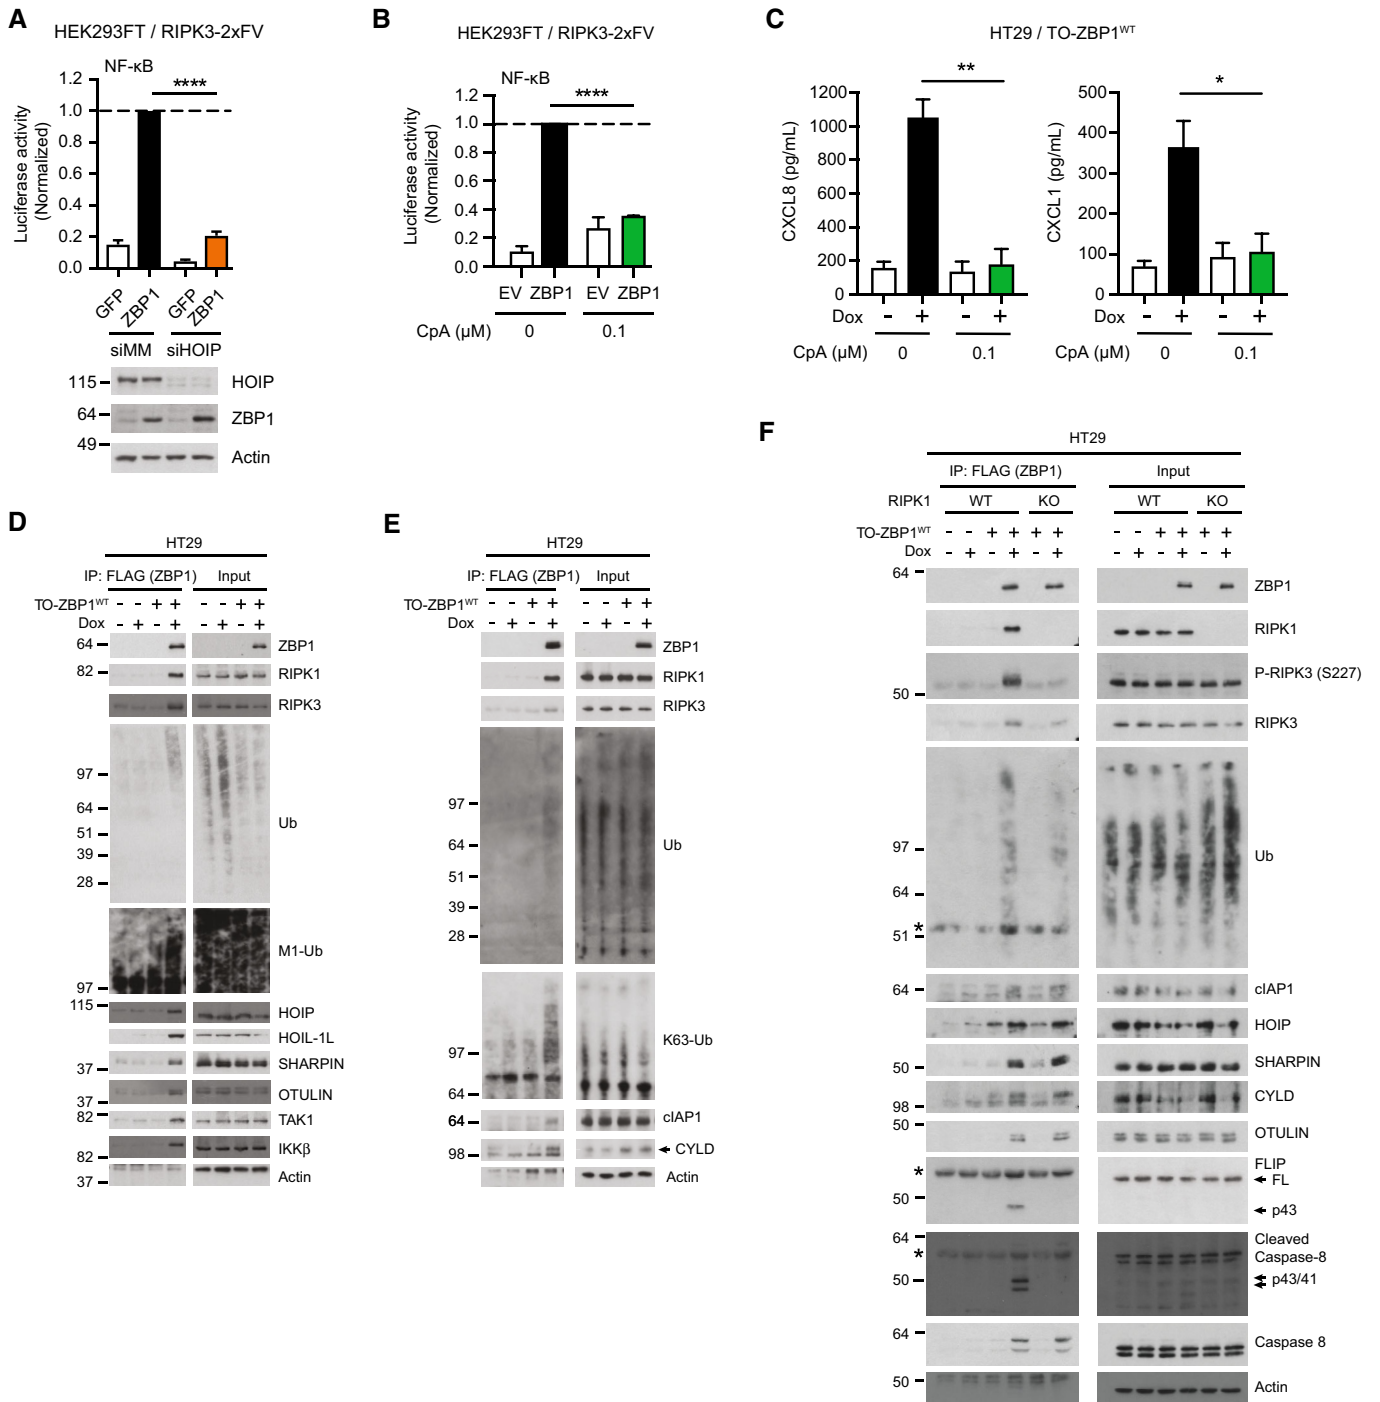 A
HEK293FT / RIPK3-2xFV
NF-κB
****
Luciferase activity
(Normalized)
1.2
1.0
0.8
0.6
0.4
0.2
0.0
GFP
ZBP1
GFP
ZBP1
siMM siHOIP
115 HOIP
64 ZBP1
49
Actin
B
HEK293FT / RIPK3-2xFV
NF-κB
****
Luciferase activity
(Normalized)
1.2
1.0
0.8
0.6
0.4
0.2
0.0
EV ZBP1 EV ZBP1
CpA (μM) 0 0.1
C
HT29 / TO-ZBP1WT
**
CXCL8 (pg/mL)
1200
1000
800
600
400
200
0
Dox - + - +
CpA (μM) 0 0.1
*
CXCL1 (pg/mL)
500
400
300
200
100
0
Dox - + - +
CpA (μM) 0 0.1
D
HT29
IP: FLAG (ZBP1) Input
TO-ZBP1WT - - + + - - + +
Dox - + - + - + - +
64 ZBP1
82 RIPK1
RIPK3
97
64
51
39
28
Ub
M1-Ub
97
115
HOIP
HOIL-1L
37 SHARPIN
OTULIN
37
82 TAK1
IKKβ
82
37 Actin
E
HT29
IP: FLAG (ZBP1) Input
TO-ZBP1WT - - + + - - + +
Dox - + - + - + - +
ZBP1
RIPK1
RIPK3
97
64
51
39
28
Ub
K63-Ub
97
64
64 cIAP1
98 CYLD
Actin
F
HT29
IP: FLAG (ZBP1) Input
RIPK1 WT KO WT KO
TO-ZBP1WT - - + + + + - - + + + +
Dox - + - + - + - + - + - +
64
ZBP1
RIPK1
P-RIPK3 (S227)
50
RIPK3
97
64
*
51
Ub
64 cIAP1
HOIP
50 SHARPIN
CYLD
98
50
OTULIN
FLIP
* FL
50
p43
64
*
Cleaved
Caspase-8
50 p43/41
64
Caspase 8
50
Actin